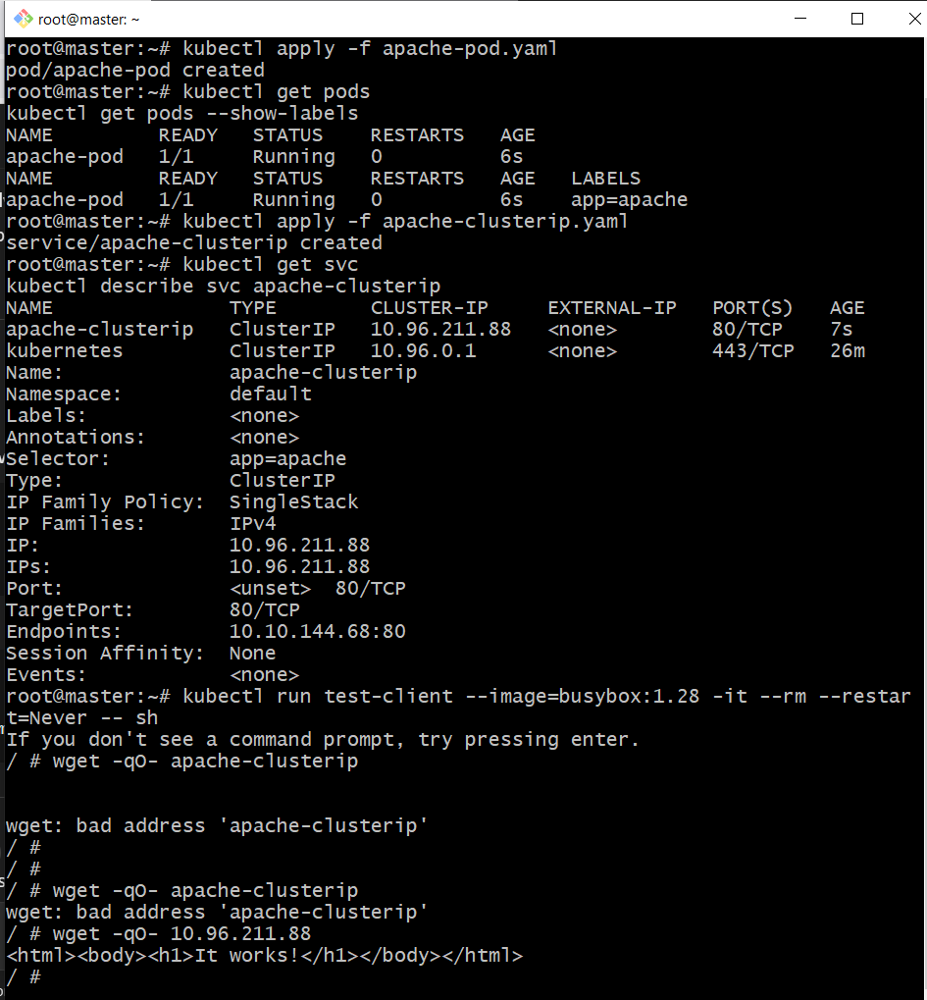 root@master: ~
root@master:~# kubectl apply -f apache-pod.yaml
pod/apache-pod created
root@master:~# kubectl get pods
kubectl get pods --show-labels
NAME         READY   STATUS    RESTARTS   AGE
apache-pod   1/1     Running   0          6s
NAME         READY   STATUS    RESTARTS   AGE   LABELS
apache-pod   1/1     Running   0          6s    app=apache
root@master:~# kubectl apply -f apache-clusterip.yaml
service/apache-clusterip created
root@master:~# kubectl get svc
kubectl describe svc apache-clusterip
NAME               TYPE        CLUSTER-IP     EXTERNAL-IP   PORT(S)   AGE
apache-clusterip   ClusterIP   10.96.211.88   <none>        80/TCP    7s
kubernetes         ClusterIP   10.96.0.1      <none>        443/TCP   26m
Name:              apache-clusterip
Namespace:         default
Labels:            <none>
Annotations:       <none>
Selector:          app=apache
Type:              ClusterIP
IP Family Policy:  SingleStack
IP Families:       IPv4
IP:                10.96.211.88
IPs:               10.96.211.88
Port:              <unset>  80/TCP
TargetPort:        80/TCP
Endpoints:         10.10.144.68:80
Session Affinity:  None
Events:            <none>
root@master:~# kubectl run test-client --image=busybox:1.28 -it --rm --restar
t=Never -- sh
If you don't see a command prompt, try pressing enter.
/ # wget -qO- apache-clusterip
wget: bad address 'apache-clusterip'
/ #
/ #
/ # wget -qO- apache-clusterip
wget: bad address 'apache-clusterip'
/ # wget -qO- 10.96.211.88
<html><body><h1>It works!</h1></body></html>
/ #